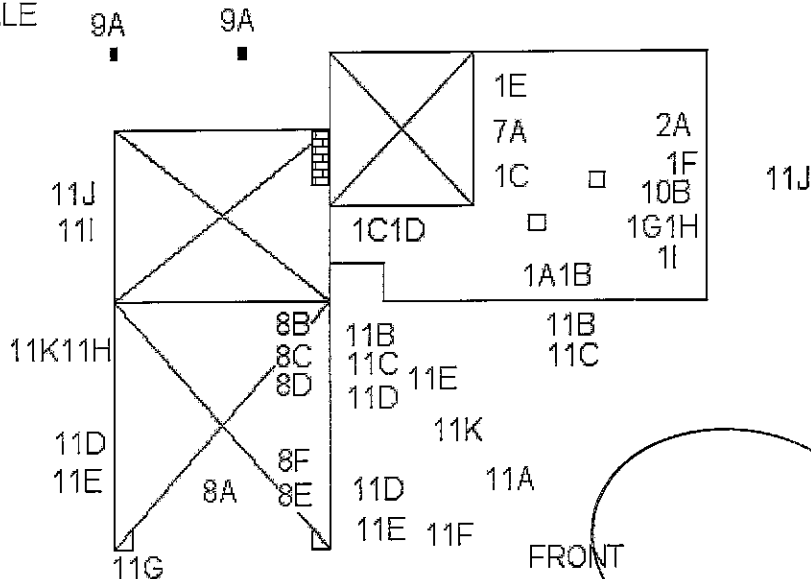 LE
9A 9A
1E
7A 2A
1C 1F
11J 10B 11J
11I 1C1D 1G1H
1I
1A1B
8B 11B 11B
11K11H 8C 11C 11E 11C
8D 11D
11K
11D 8F
11E 8A 8E 11D 11A
11E 11F
FRONT
11G